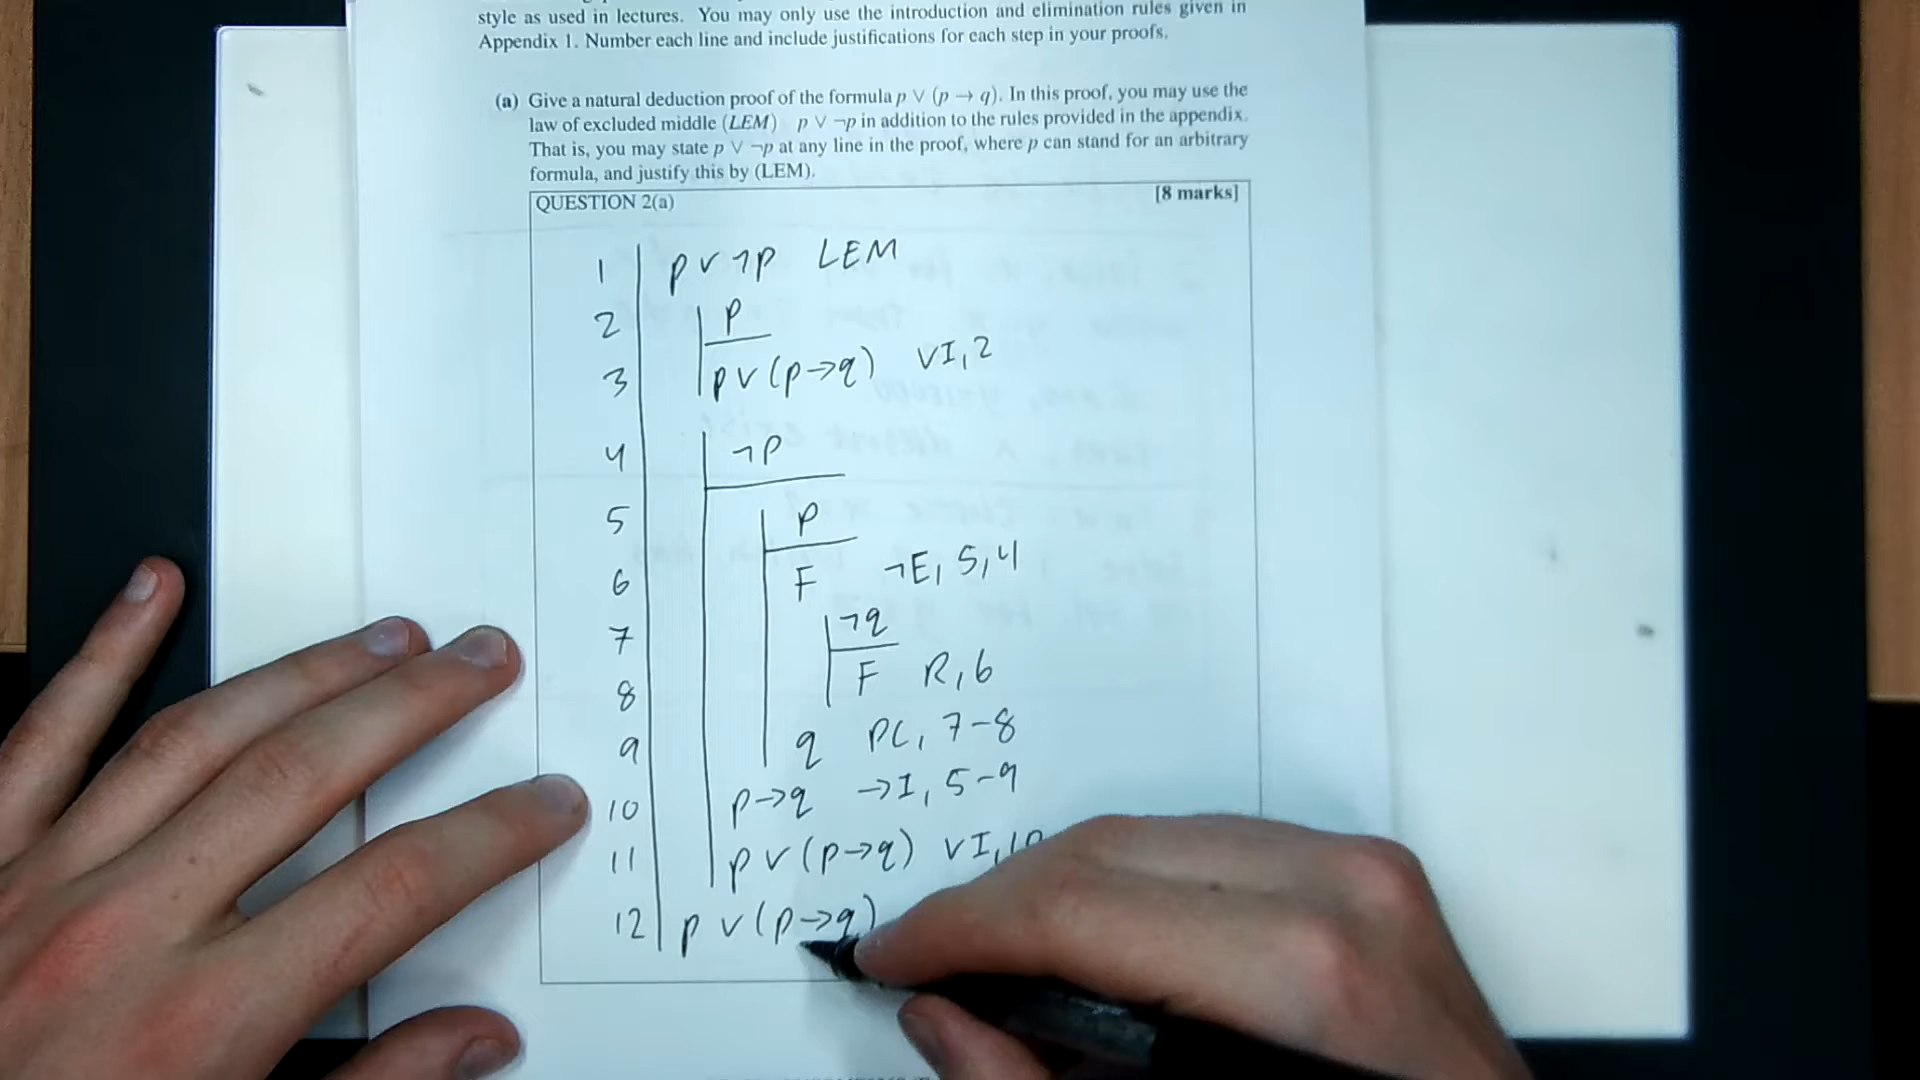 style as used in lectures. You may only use the introduction and elimination rules given in
Appendix 1. Number each line and include justifications for each step in your proofs.
(a) Give a natural deduction proof of the formula p ∨ (p → q). In this proof, you may use the
law of excluded middle (LEM) p ∨ ¬p in addition to the rules provided in the appendix.
That is, you may state p ∨ ¬p at any line in the proof, where p can stand for an arbitrary
formula, and justify this by (LEM).
QUESTION 2(a) [8 marks]
1 p ∨ ¬p LEM
2 p
3 p ∨ (p → q) ∨I, 2
4 ¬p
5 p
6 F ¬E, 5,4
7 ¬q
8 F R, 6
9 q PC, 7-8
10 p → q →I, 5-9
11 p ∨ (p → q) ∨I, 10
12 p ∨ (p → q)